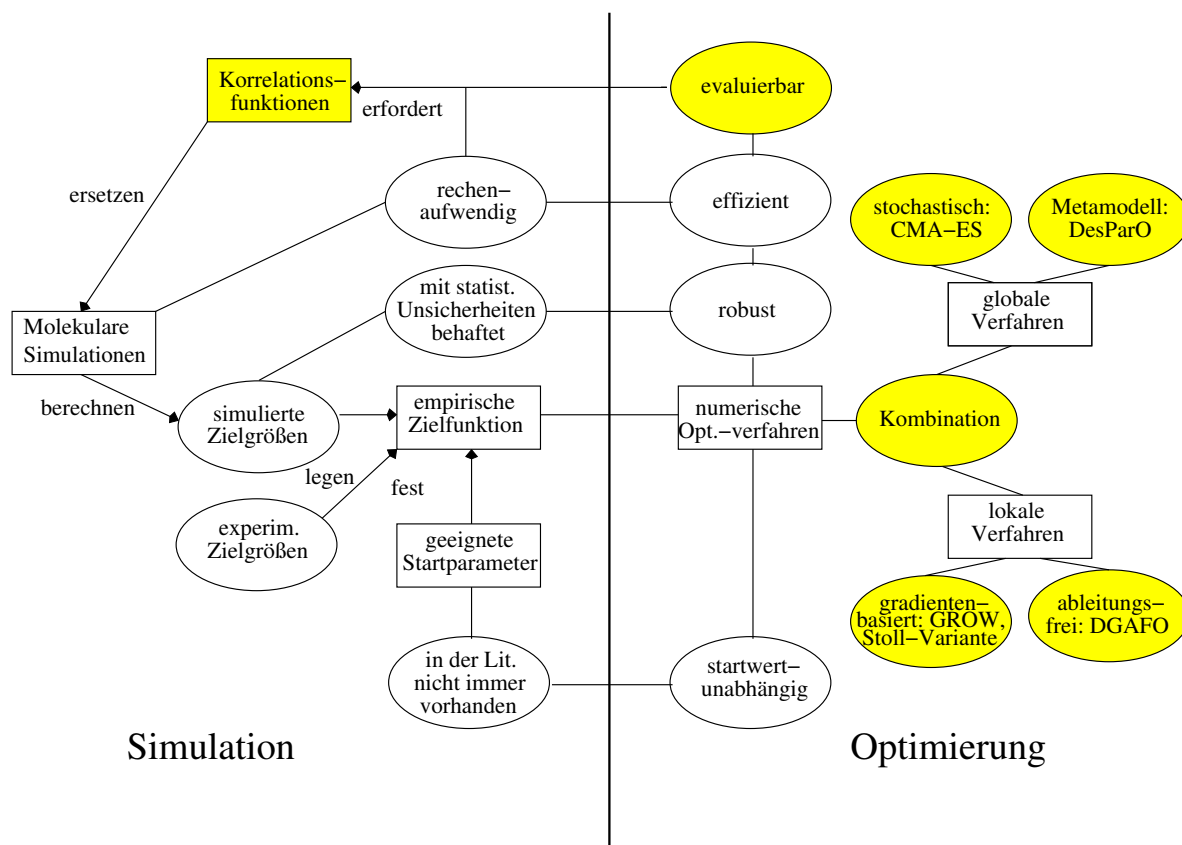 Korrelations−
funktionen
erfordert
evaluierbar
ersetzen
rechen−
aufwendig
effizient
stochastisch:
CMA−ES
Metamodell:
DesParO
mit statist.
Unsicherheiten
behaftet
robust
globale
Verfahren
Molekulare
Simulationen
berechnen
simulierte
Zielgrößen
empirische
Zielfunktion
numerische
Opt.−verfahren
Kombination
legen
fest
experim.
Zielgrößen
geeignete
Startparameter
lokale
Verfahren
gradienten−
basiert: GROW,
Stoll−Variante
ableitungs−
frei: DGAFO
in der Lit.
nicht immer
vorhanden
startwert−
unabhängig
Simulation
Optimierung